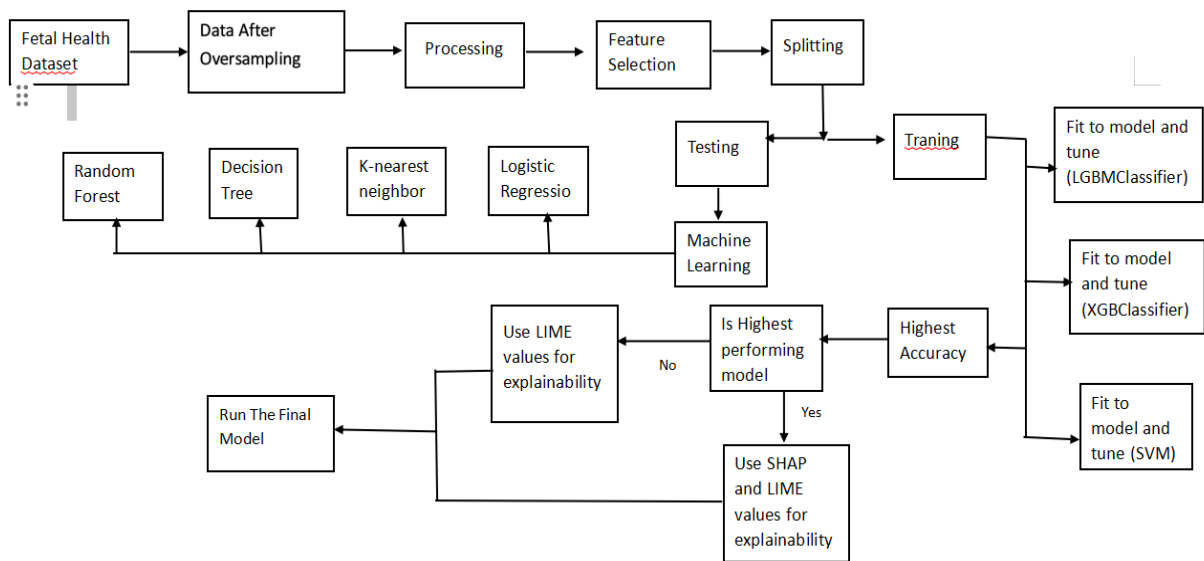 Fetal Health
Dataset
Data After
Oversampling
Processing
Feature
Selection
Splitting
Testing
Traning
Fit to model and
tune
(LGBMClassifier)
Random
Forest
Decision
Tree
K-nearest
neighbor
Logistic
Regressio
Machine
Learning
Fit to model
and tune
(XGBClassifier)
Use LIME
values for
explainability
No
Is Highest
performing
model
Highest
Accuracy
Yes
Run The Final
Model
Fit to
model and
tune (SVM)
Use SHAP
and LIME
values for
explainability